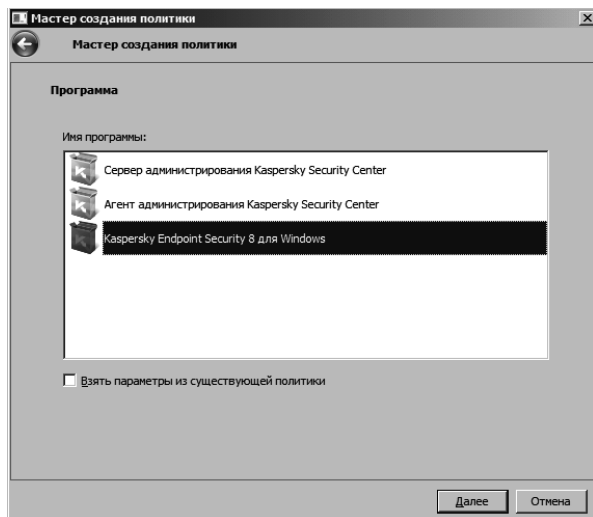 Мастер создания политики
Мастер создания политики
Программа
Имя программы:
Сервер администрирования Kaspersky Security Center
Агент администрирования Kaspersky Security Center
Kaspersky Endpoint Security 8 для Windows
Взять параметры из существующей политики
Далее Отмена